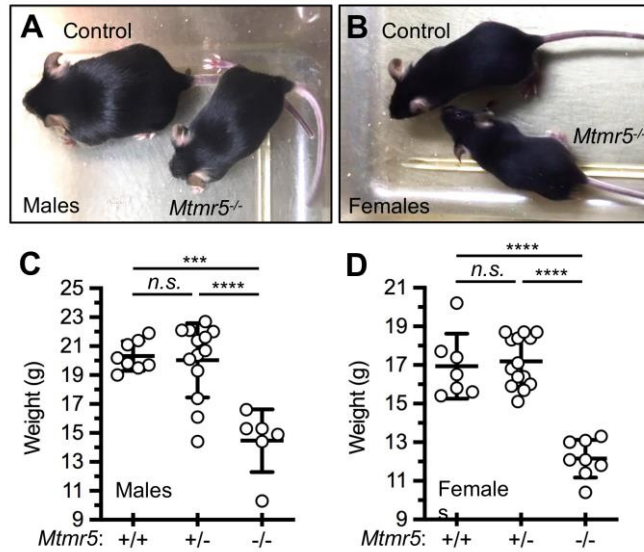 A
Control
Mtmr5-/-
Males
B
Control
Mtmr5-/-
Females
C
***
n.s.
****
Weight (g)
25
23
21
19
17
15
13
11
9
Males
Mtmr5: +/+ +/- -/-
D
****
n.s.
****
Weight (g)
21
19
17
15
13
11
9
Female
s
Mtmr5: +/+ +/- -/-